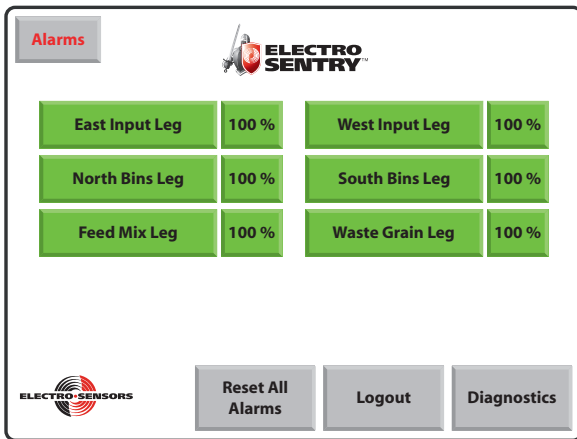 Alarms
ELECTRO
SENTRY™
East Input Leg 100 % West Input Leg 100 %
North Bins Leg 100 % South Bins Leg 100 %
Feed Mix Leg 100 % Waste Grain Leg 100 %
ELECTRO•SENSORS
Reset All
Alarms
Logout
Diagnostics